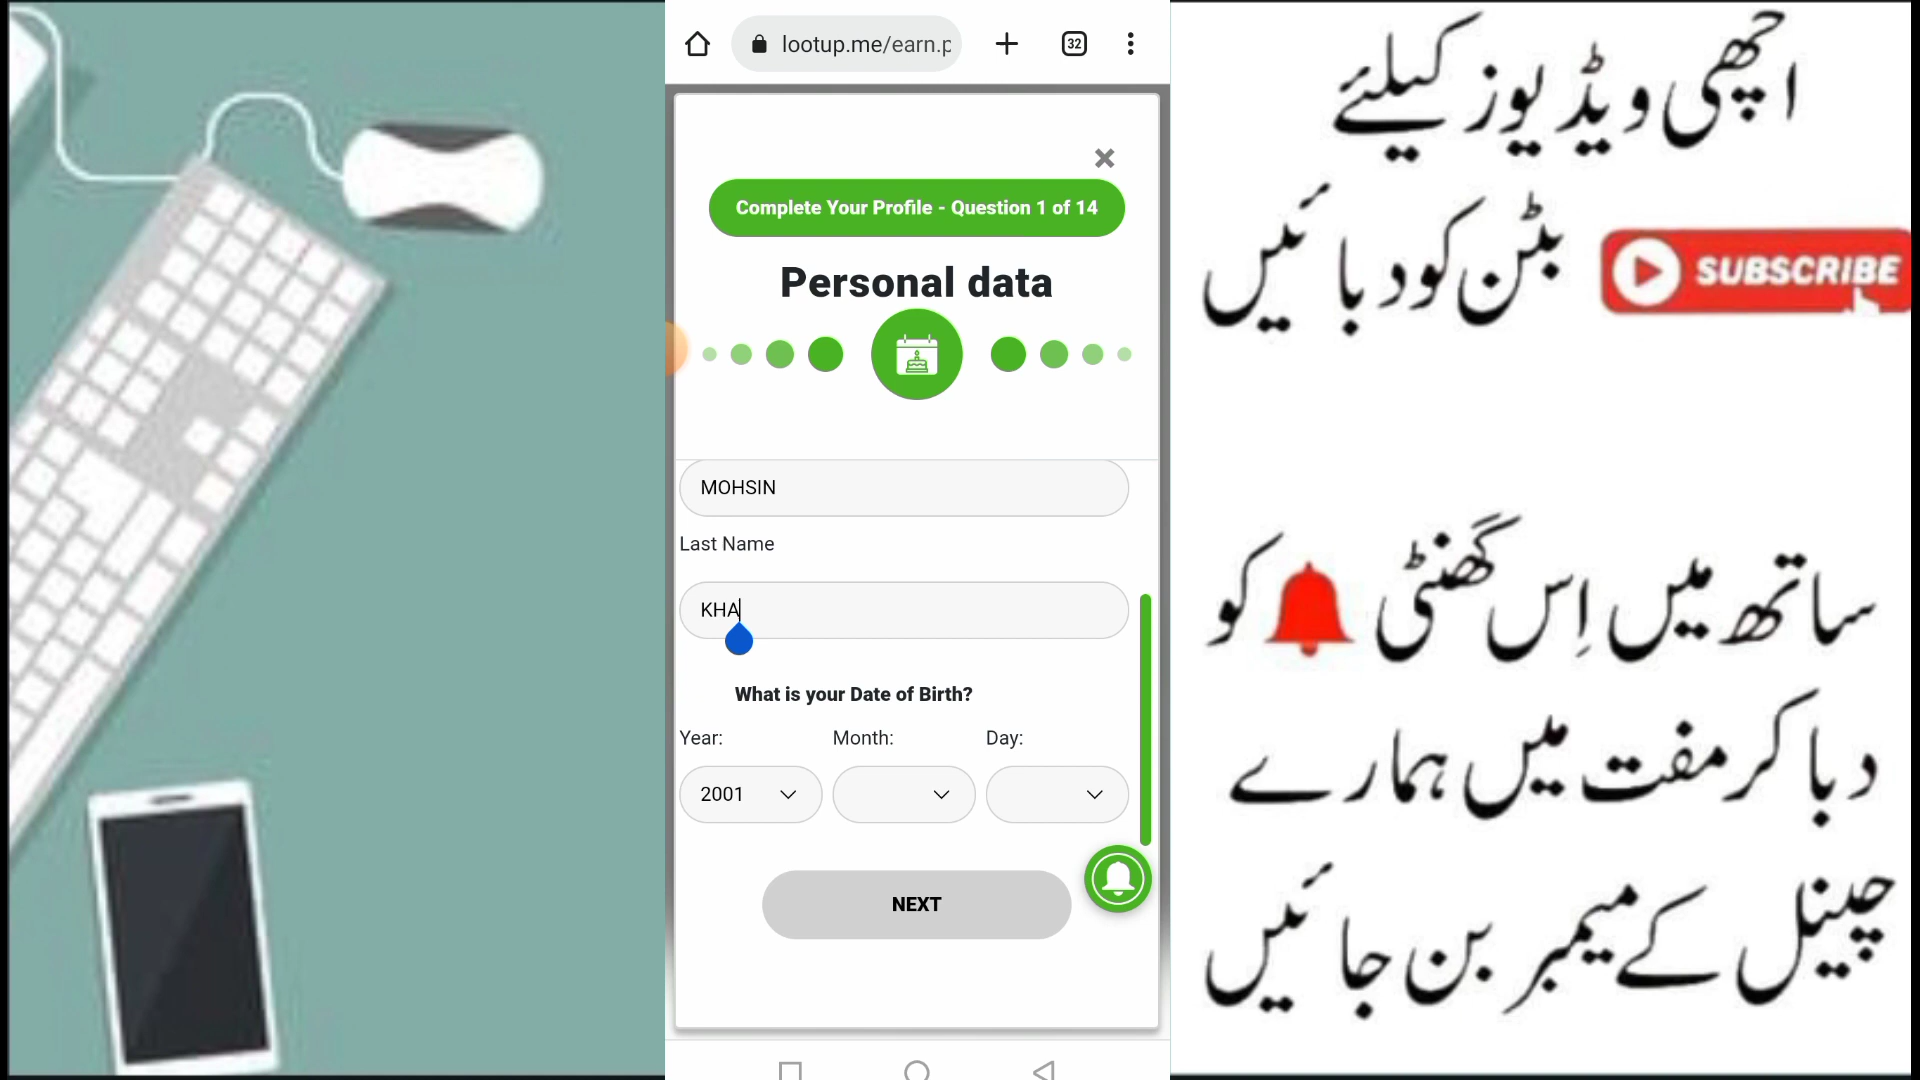 lootup.me/earn.p
32
Complete Your Profile - Question 1 of 14
Personal data
MOHSIN
Last Name
KHA
What is your Date of Birth?
Year:
Month:
Day:
2001
NEXT
اچھی ویڈیوز کیلئے
بٹن کو دبائیں
SUBSCRIBE
ساتھ میں اِس گھنٹی کو
دبا کر مفت میں ہمارے
چینل کے میمبر بن جائیں